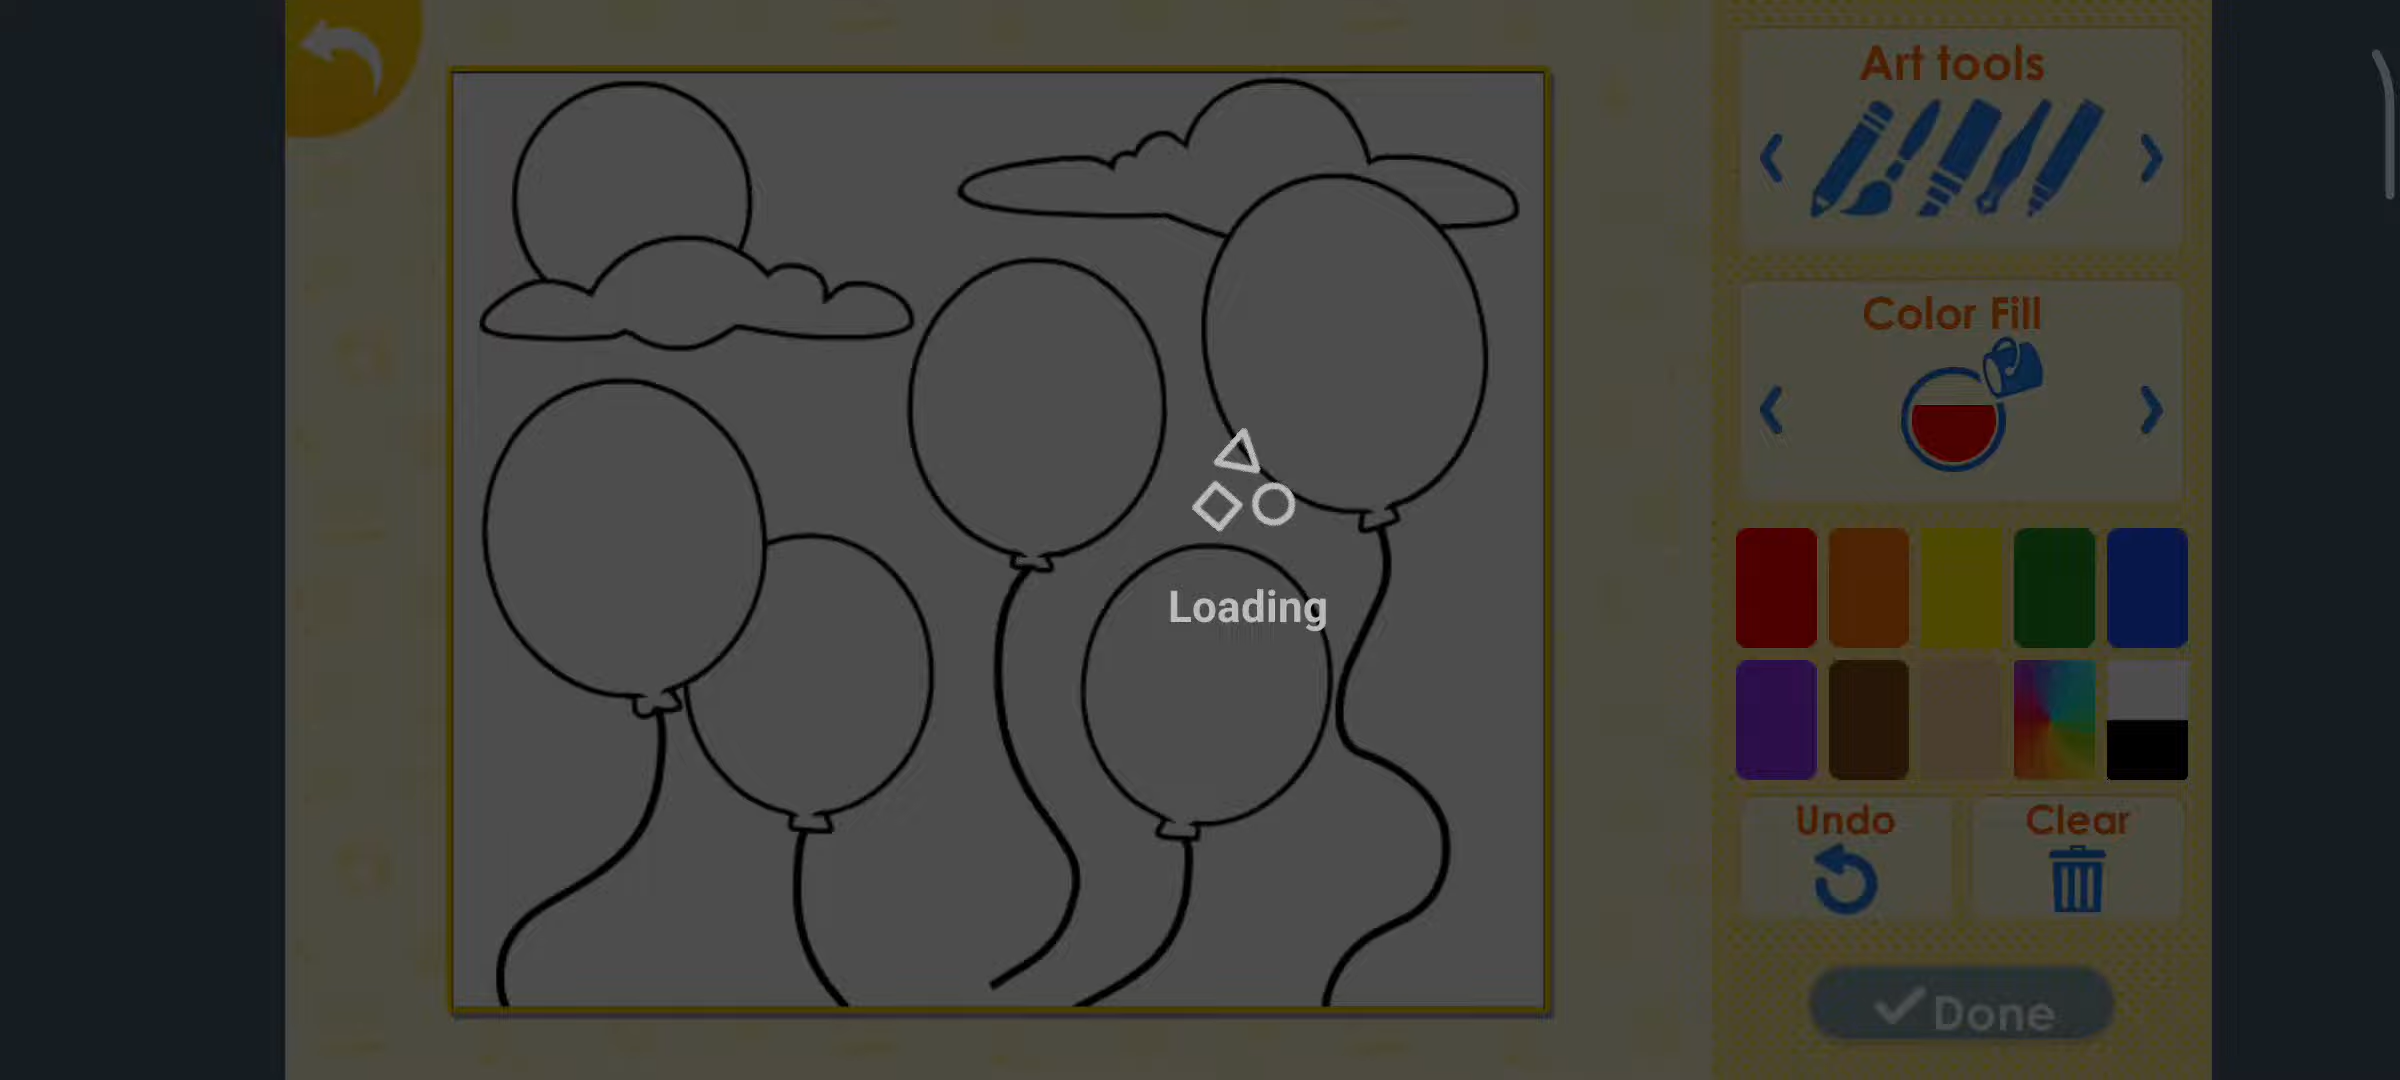 Art tools
Color Fill
Loading
Undo
Clear
Done